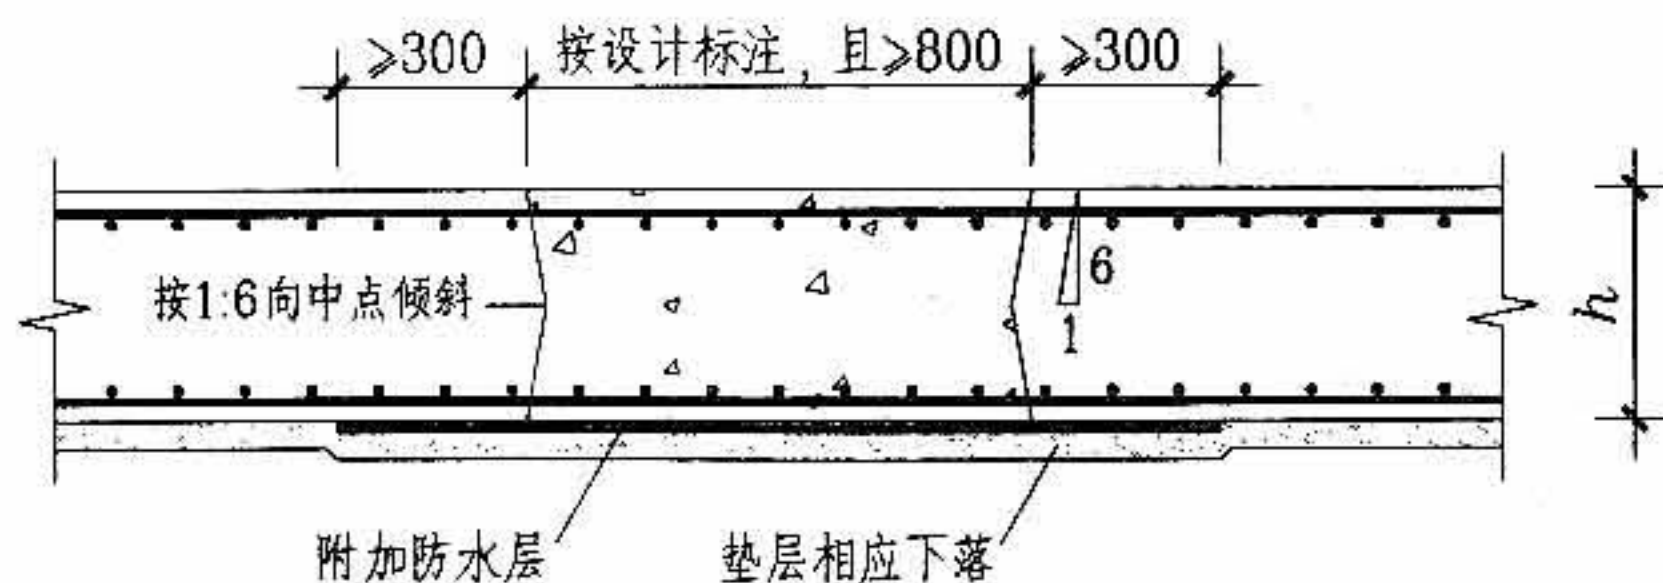 ⩾300 按设计标注,且⩾800 ⩾300
按1:6向中点倾斜
6
1
h
附加防水层 垫层相应下落